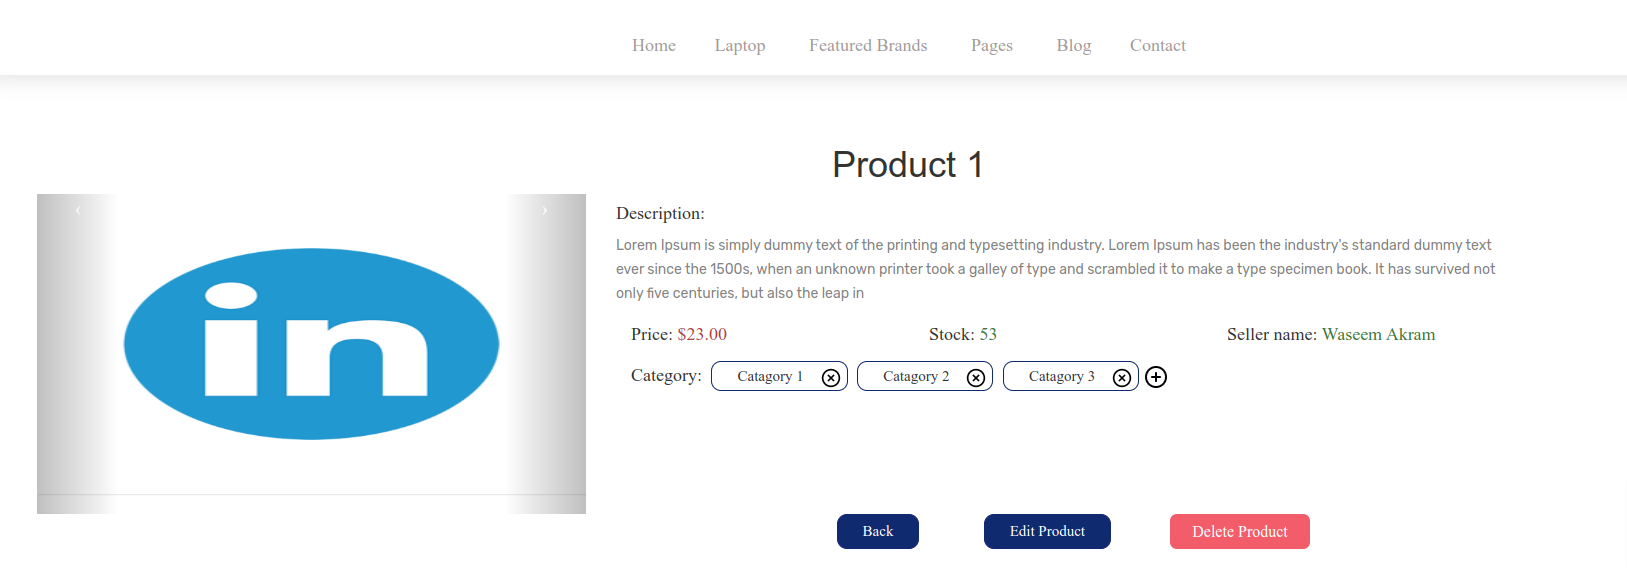 Home Laptop Featured Brands Pages Blog Contact
Product 1
in
Description:
Lorem Ipsum is simply dummy text of the printing and typesetting industry. Lorem Ipsum has been the industry's standard dummy text
ever since the 1500s, when an unknown printer took a galley of type and scrambled it to make a type specimen book. It has survived not
only five centuries, but also the leap in
Price: $23.00 Stock: 53 Seller name: Waseem Akram
Category: Catagory 1 Catagory 2 Catagory 3
Back Edit Product Delete Product